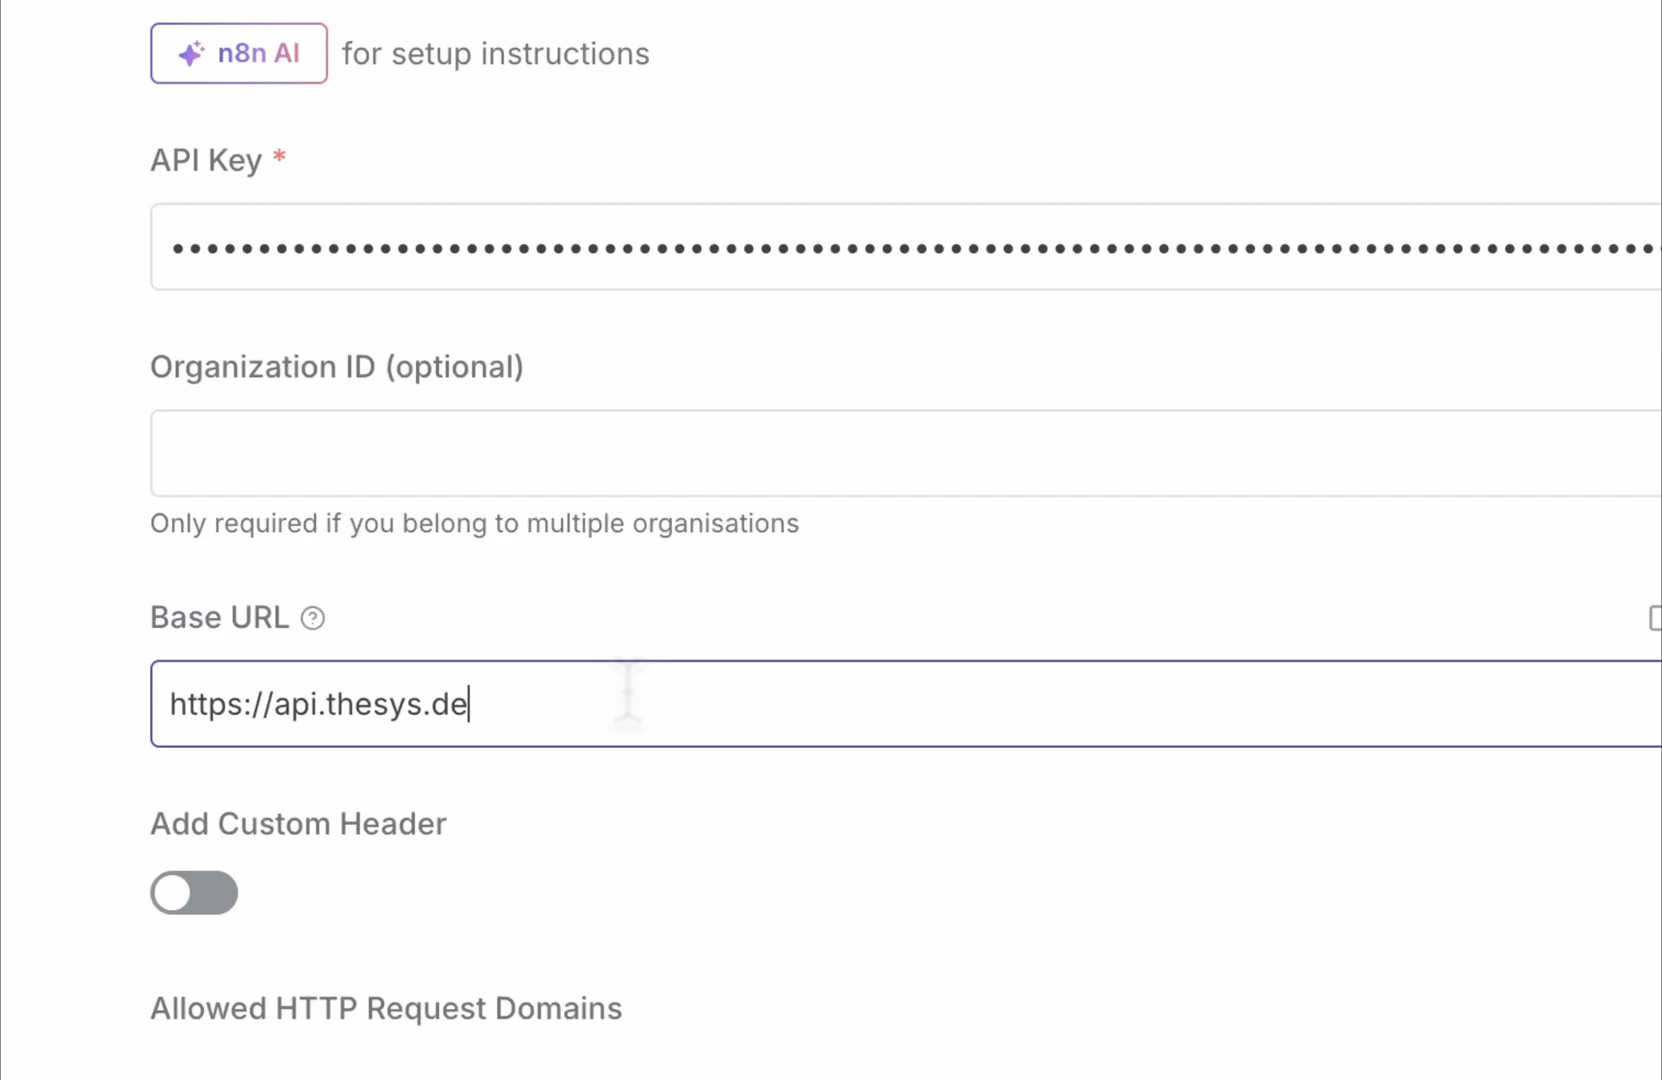 n8n AI for setup instructions
API Key *
••••••••••••••••••••••••••••••••••••••••••••••••••••••••••••••••••••••••••••••••••••••
Organization ID (optional)
Only required if you belong to multiple organisations
Base URL ?
https://api.thesys.de
Add Custom Header
Allowed HTTP Request Domains